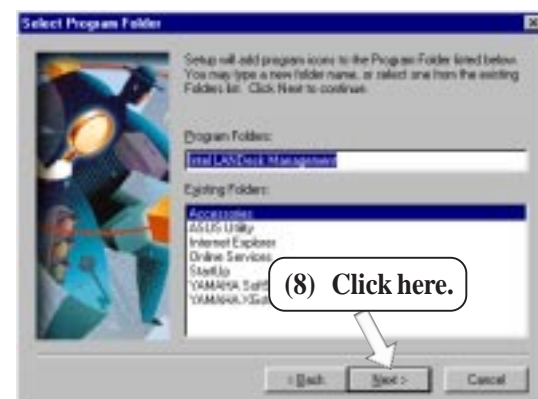 Select Program Folder
Setup will add program icons to the Program Folder listed below.
You may type a new folder name, or select one from the existing
Folders list. Click Next to continue.
Program Folders:
Intel LANDesk Management
Existing Folders:
Accessories
ASUS Utility
Internet Explorer
Online Services
StartUp
YAMAHA
YAMAHA
(8) Click here.
< Back
Next >
Cancel